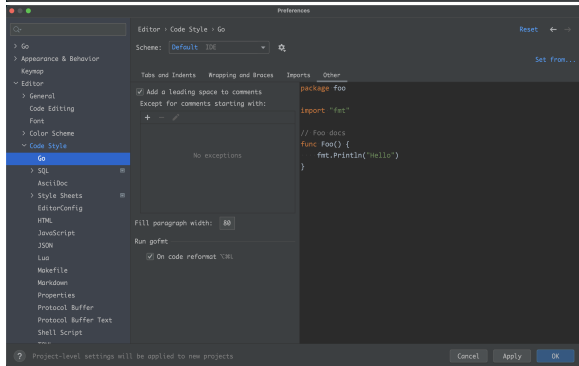 Preferences
Q-
Go
Appearance & Behavior
Keymap
Editor
General
Code Editing
Font
Color Scheme
Code Style
Go
SQL
AsciiDoc
Style Sheets
EditorConfig
HTML
JavaScript
JSON
Lua
Makefile
Markdown
Properties
Protocol Buffer
Protocol Buffer Text
Shell Script
Editor › Code Style › Go
Reset
Scheme: Default IDE
Set from...
Tabs and Indents Wrapping and Braces Imports Other
Add a leading space to comments
Except for comments starting with:
No exceptions
Fill paragraph width: 80
Run gofmt
On code reformat ⌥⌘L
package foo
import "fmt"
// Foo docs
func Foo() {
fmt.Println("Hello")
}
? Project-level settings will be applied to new projects
Cancel Apply OK